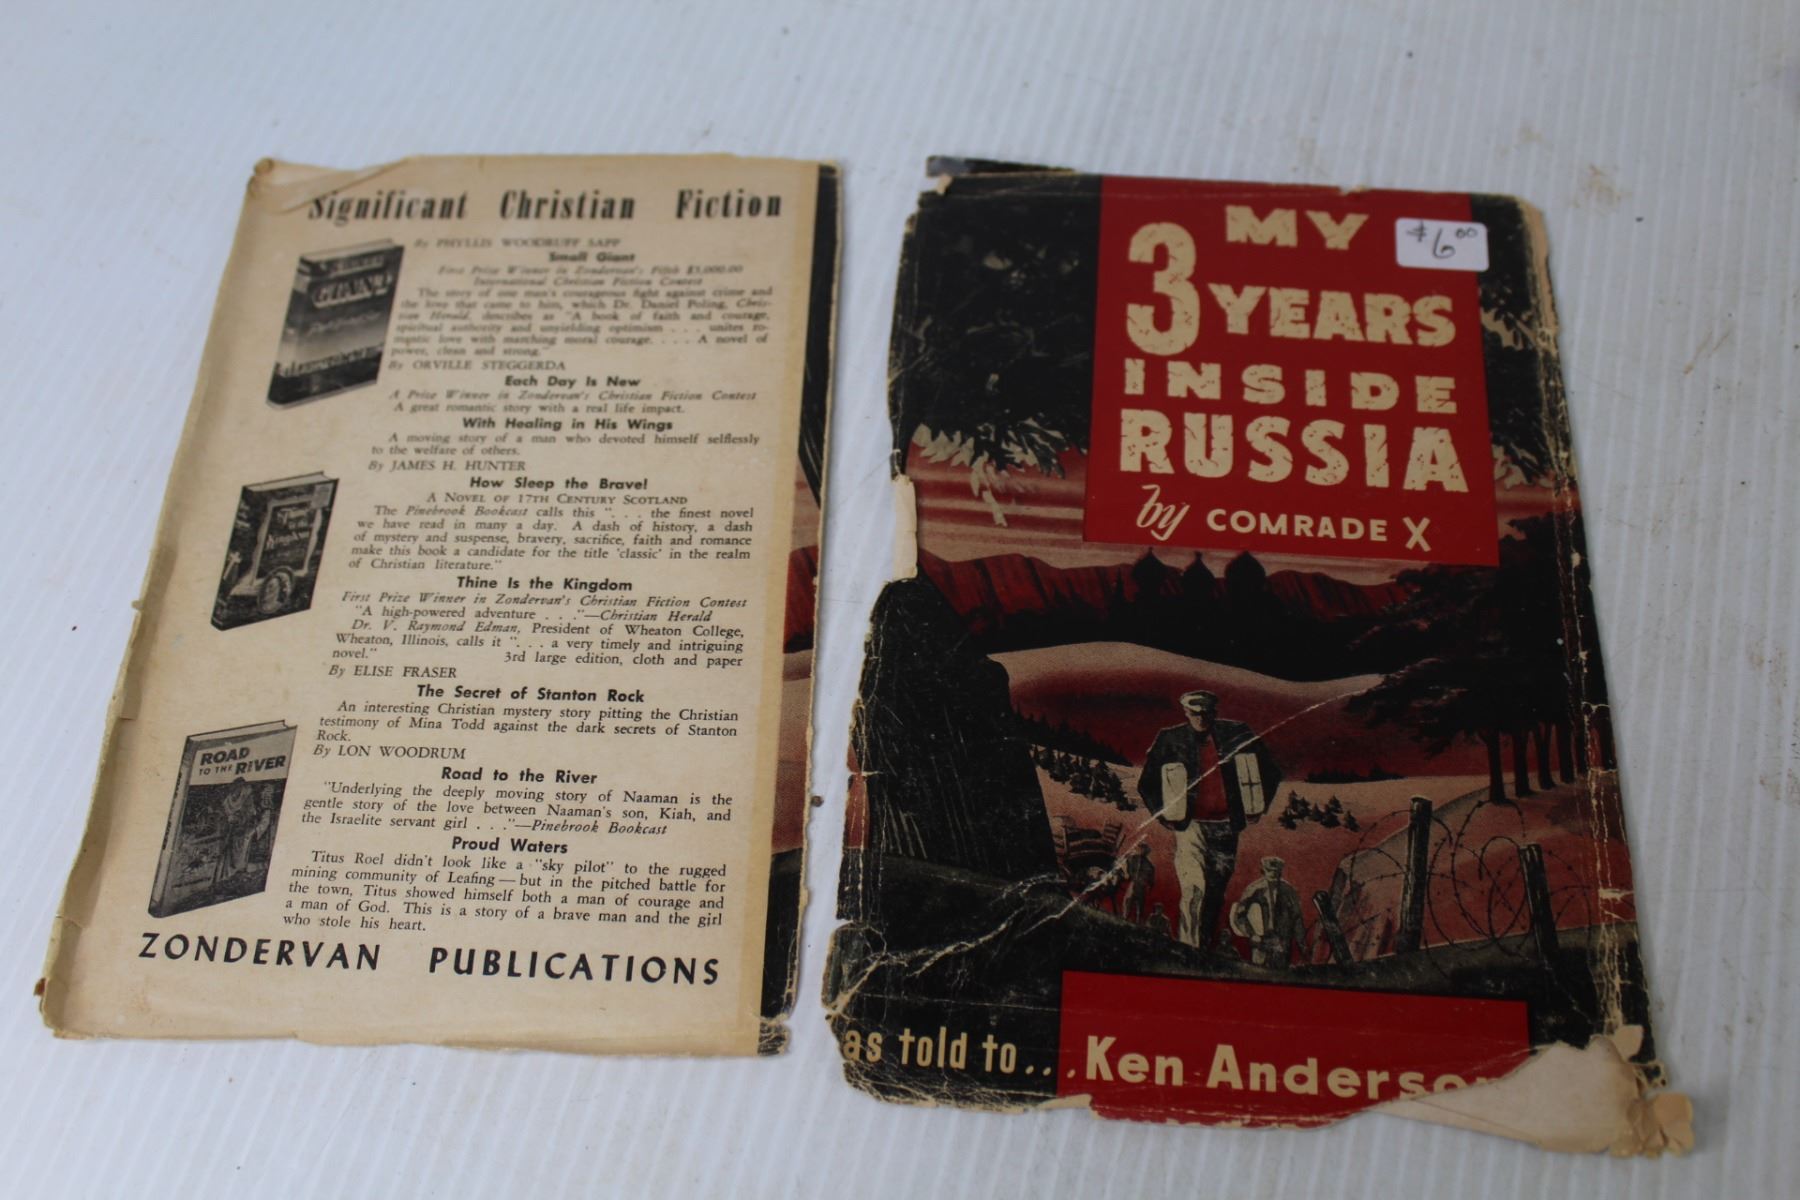 Significant Christian Fiction
By PHYLLIS WOODRUFF SAPP
Small Giant
First Prize Winner in Zondervan's Fifth $5,000.00
International Christian Fiction Contest
The story of one man's courageous fight against crime and
the love that came to him, which Dr. Daniel Poling, Chris-
tian Herald, describes as "A book of faith and courage,
spiritual authority and unyielding optimism . . . unites ro-
mantic love with marching moral courage. . . . A novel of
power, clean and strong."
By ORVILLE STEGGERDA
Each Day Is New
A Prize Winner in Zondervan's Christian Fiction Contest
A great romantic story with a real life impact.
With Healing in His Wings
A moving story of a man who devoted himself selflessly
to the welfare of others.
By JAMES H. HUNTER
How Sleep the Brave!
A NOVEL OF 17TH CENTURY SCOTLAND
The Pinebrook Bookcast calls this ". . . the finest novel
we have read in many a day. A dash of history, a dash
of mystery and suspense, bravery, sacrifice, faith and romance
make this book a candidate for the title 'classic' in the realm
of Christian literature."
Thine Is the Kingdom
First Prize Winner in Zondervan's Christian Fiction Contest
"A high-powered adventure . . ."—Christian Herald
Dr. V. Raymond Edman, President of Wheaton College,
Wheaton, Illinois, calls it ". . . a very timely and intriguing
novel." 3rd large edition, cloth and paper
By ELISE FRASER
The Secret of Stanton Rock
An interesting Christian mystery story pitting the Christian
testimony of Mina Todd against the dark secrets of Stanton
Rock.
By LON WOODRUM
Road to the River
"Underlying the deeply moving story of Naaman is the
gentle story of the love between Naaman's son, Kiah, and
the Israelite servant girl . . ."—Pinebrook Bookcast
Proud Waters
Titus Roel didn't look like a "sky pilot" to the rugged
mining community of Leafing—but in the pitched battle for
the town, Titus showed himself both a man of courage and
a man of God. This is a story of a brave man and the girl
who stole his heart.
ZONDERVAN PUBLICATIONS
GIANT
Kingdom
ROAD
TO THE RIVER
MY
3 YEARS
INSIDE
RUSSIA
by COMRADE X
$6.00
as told to...Ken Anderson